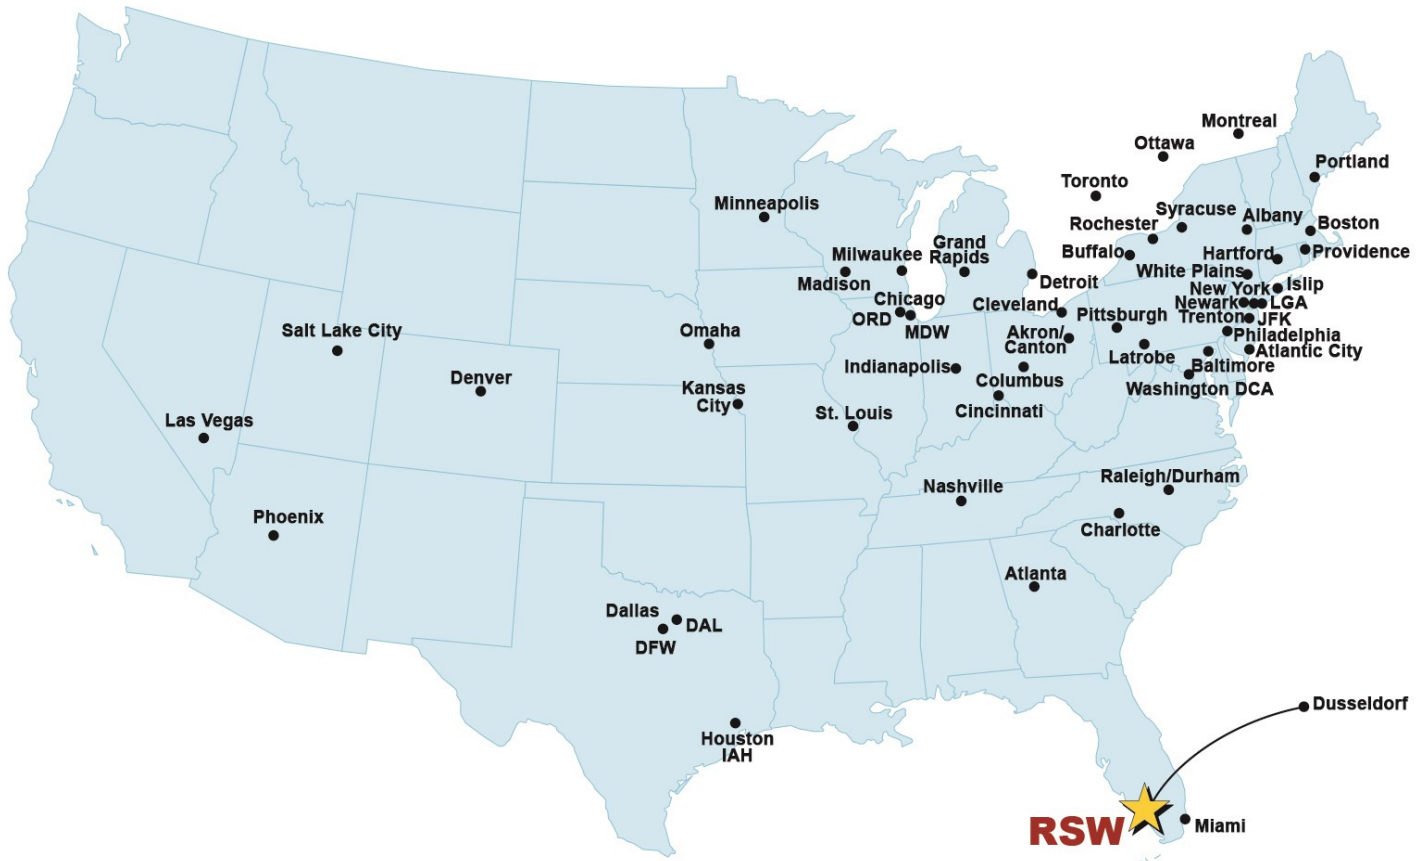 Montreal
Ottawa
Portland
Toronto
Minneapolis
Syracuse
Albany
Rochester
Boston
Grand
Rapids
Milwaukee
Buffalo
Hartford
Providence
White Plains
Madison
Detroit
Islip
New York
Chicago
Cleveland
Newark
LGA
ORD
MDW
Pittsburgh
Trenton
JFK
Salt Lake City
Omaha
Akron/
Canton
Philadelphia
Latrobe
Atlantic City
Indianapolis
Baltimore
Denver
Columbus
Kansas
City
Washington DCA
St. Louis
Cincinnati
Las Vegas
Nashville
Raleigh/Durham
Phoenix
Charlotte
Atlanta
Dallas
DAL
DFW
Dusseldorf
Houston
IAH
RSW
Miami